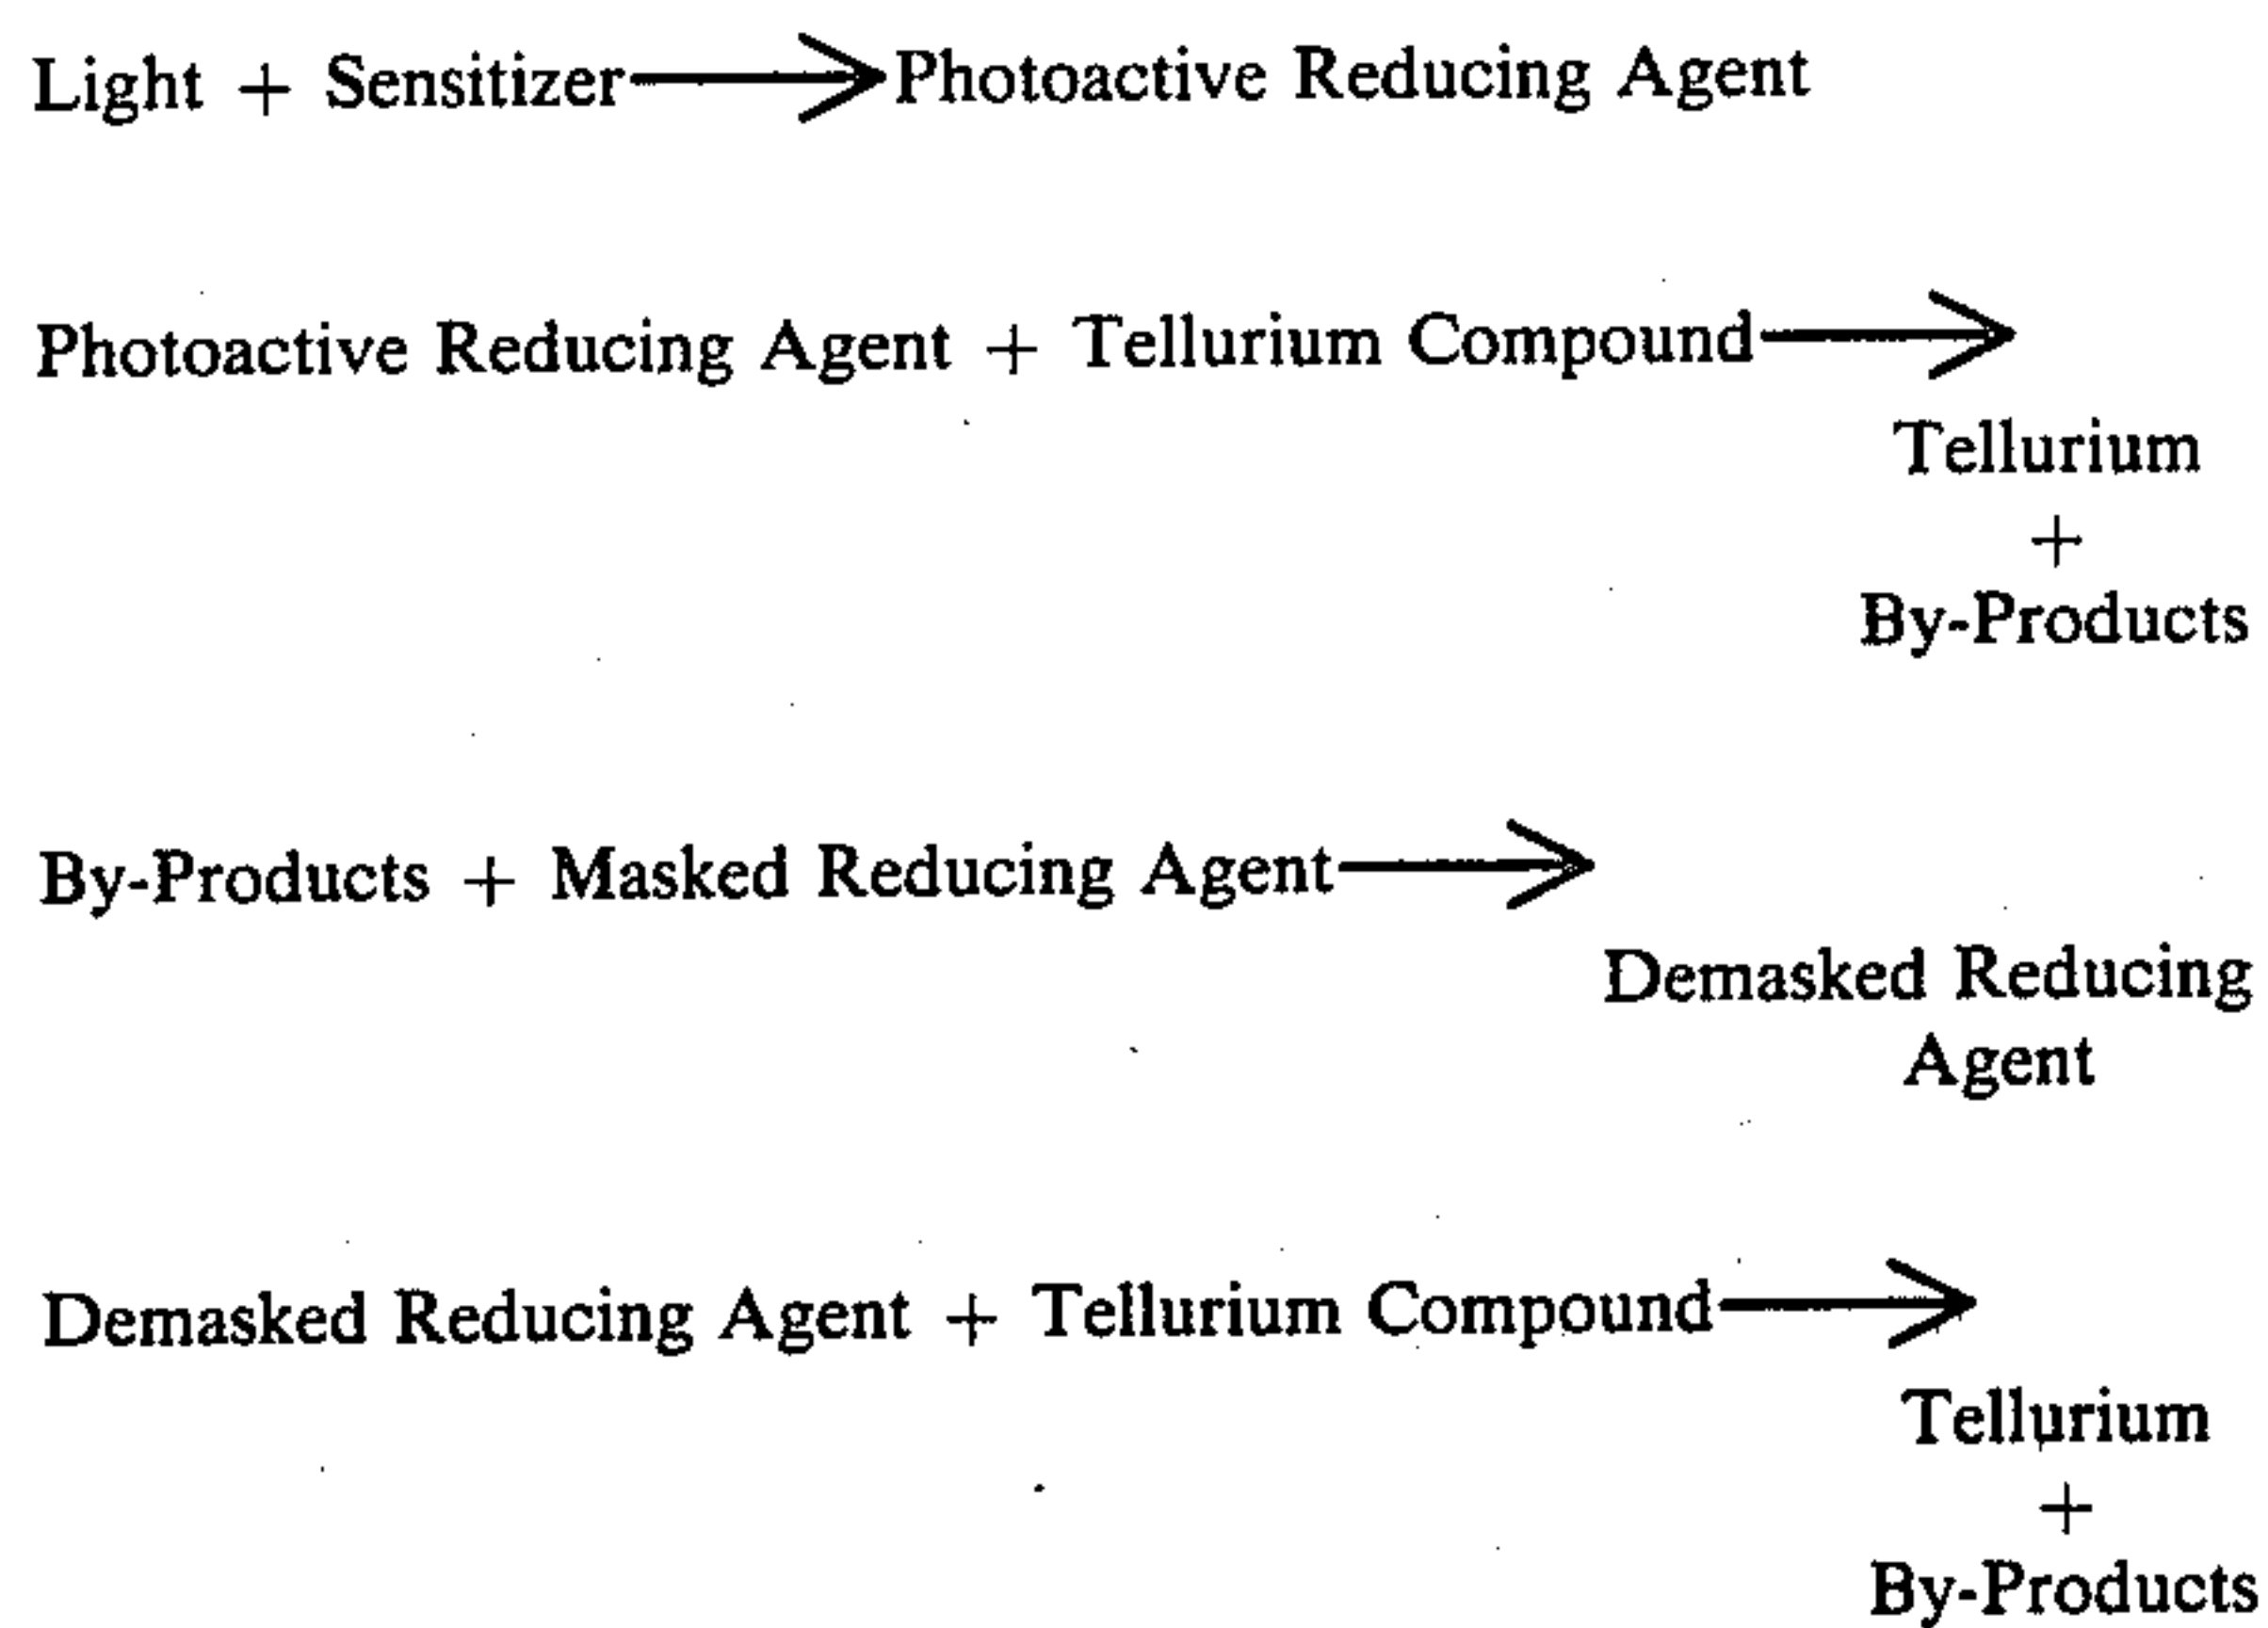 Light + Sensitizer⟶Photoactive Reducing Agent
Photoactive Reducing Agent + Tellurium Compound⟶
Tellurium
+
By-Products
By-Products + Masked Reducing Agent⟶
Demasked Reducing
Agent
Demasked Reducing Agent + Tellurium Compound⟶
Tellurium
+
By-Products